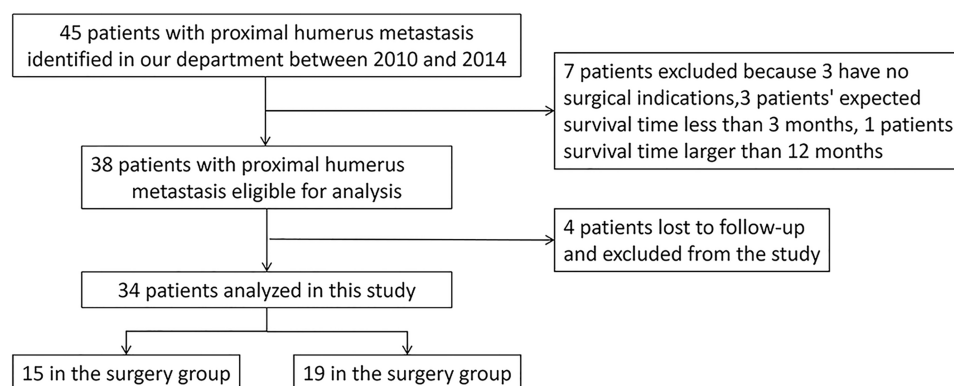 45 patients with proximal humerus metastasis
identified in our department between 2010 and 2014
7 patients excluded because 3 have no
surgical indications,3 patients' expected
survival time less than 3 months, 1 patients
survival time larger than 12 months
38 patients with proximal humerus
metastasis eligible for analysis
4 patients lost to follow-up
and excluded from the study
34 patients analyzed in this study
15 in the surgery group
19 in the surgery group